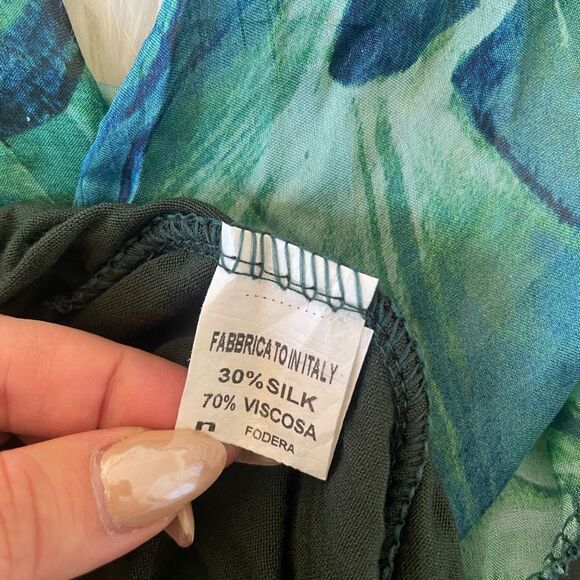 FABBRICATO IN ITALY
30% SILK
70% VISCOSA
FODERA